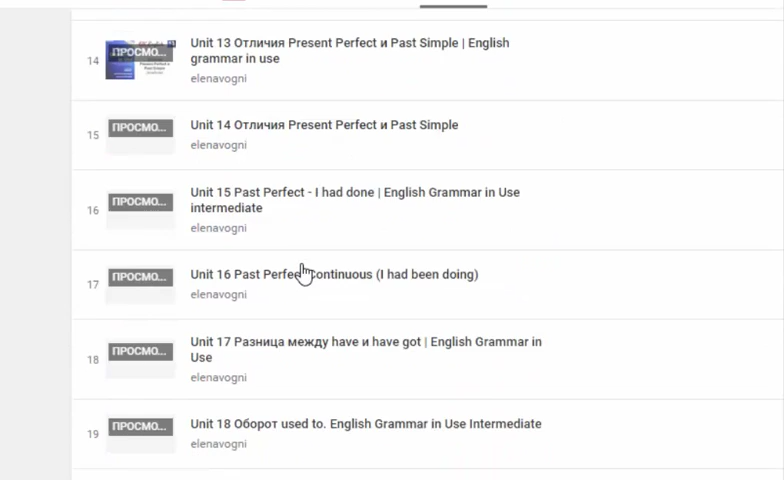 14
ПРОСМО...
Unit 13 Отличия Present Perfect и Past Simple | English
grammar in use
elenavogni
15
ПРОСМО...
Unit 14 Отличия Present Perfect и Past Simple
elenavogni
16
ПРОСМО...
Unit 15 Past Perfect - I had done | English Grammar in Use
intermediate
elenavogni
17
ПРОСМО...
Unit 16 Past Perfect Continuous (I had been doing)
elenavogni
18
ПРОСМО...
Unit 17 Разница между have и have got | English Grammar in
Use
elenavogni
19
ПРОСМО...
Unit 18 Оборот used to. English Grammar in Use Intermediate
elenavogni